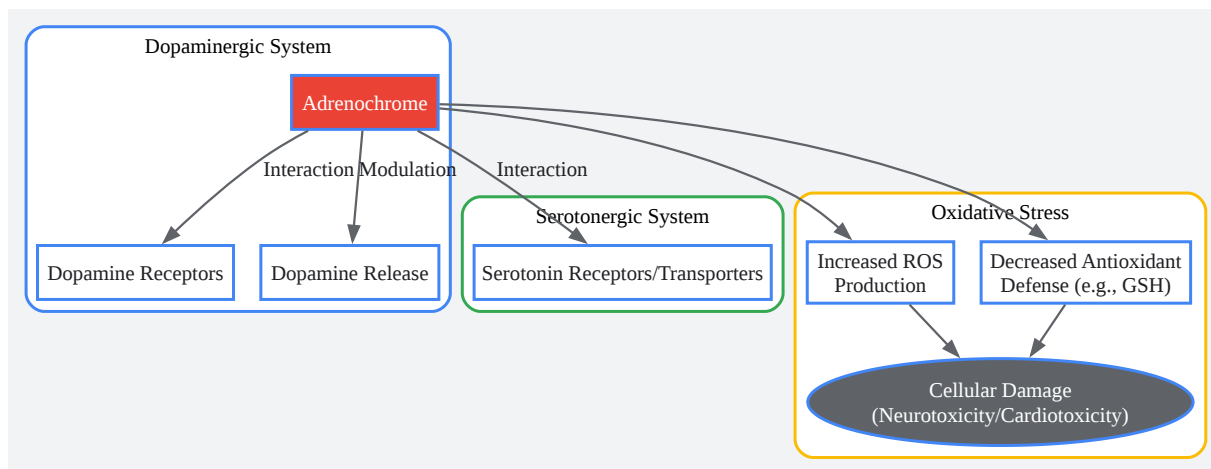 Dopaminergic System
Adrenochrome
Interaction
Modulation
Interaction
Serotonergic System
Oxidative Stress
Dopamine Receptors
Dopamine Release
Serotonin Receptors/Transporters
Increased ROS
Production
Decreased Antioxidant
Defense (e.g., GSH)
Cellular Damage
(Neurotoxicity/Cardiotoxicity)